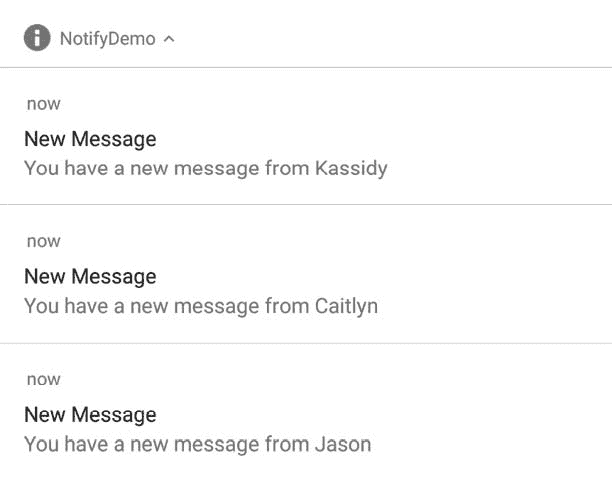 NotifyDemo
now
New Message
You have a new message from Kassidy
now
New Message
You have a new message from Caitlyn
now
New Message
You have a new message from Jason